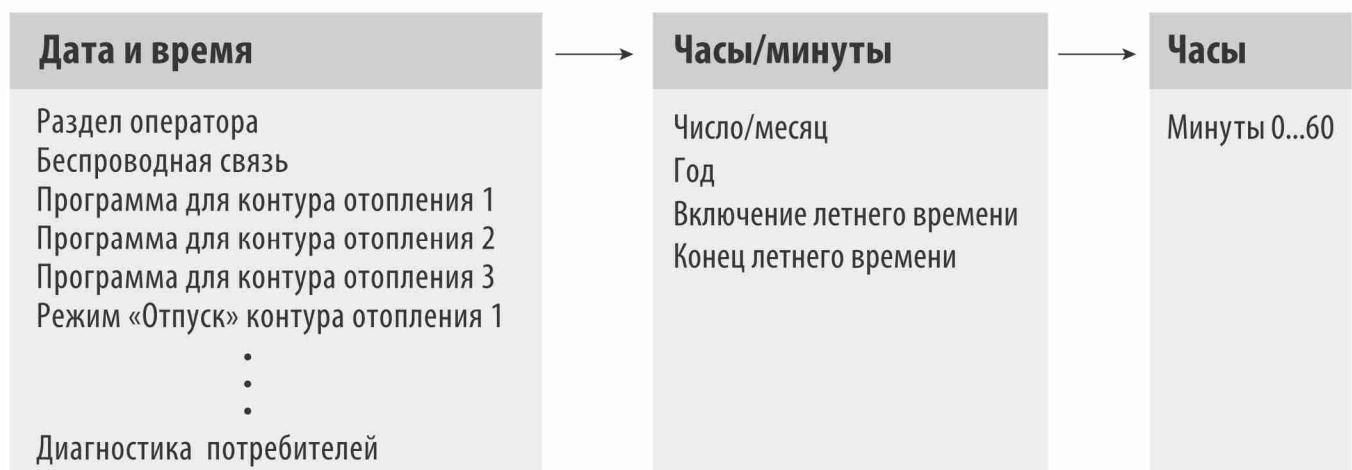 Дата и время
Раздел оператора
Беспроводная связь
Программа для контура отопления 1
Программа для контура отопления 2
Программа для контура отопления 3
Режим «Отпуск» контура отопления 1
Диагностика потребителей
Часы/минуты
Число/месяц
Год
Включение летнего времени
Конец летнего времени
Часы
Минуты 0...60